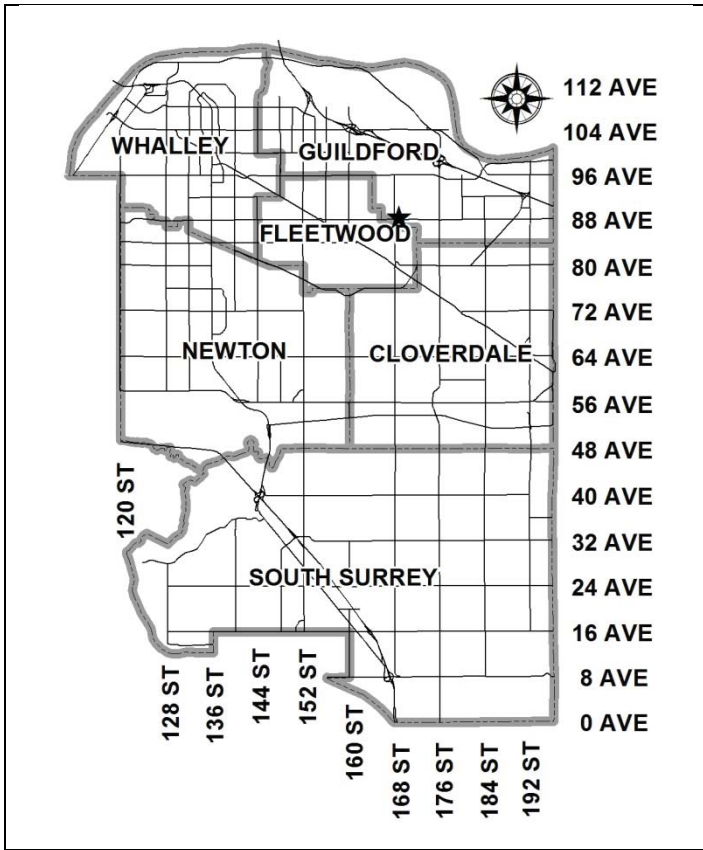 112 AVE
104 AVE
WHALLEY
GUILDFORD
96 AVE
88 AVE
FLEETWOOD
80 AVE
72 AVE
NEWTON
CLOVERDALE
64 AVE
56 AVE
48 AVE
120 ST
40 AVE
32 AVE
SOUTH SURREY
24 AVE
16 AVE
128 ST
136 ST
144 ST
152 ST
160 ST
168 ST
176 ST
184 ST
192 ST
8 AVE
0 AVE